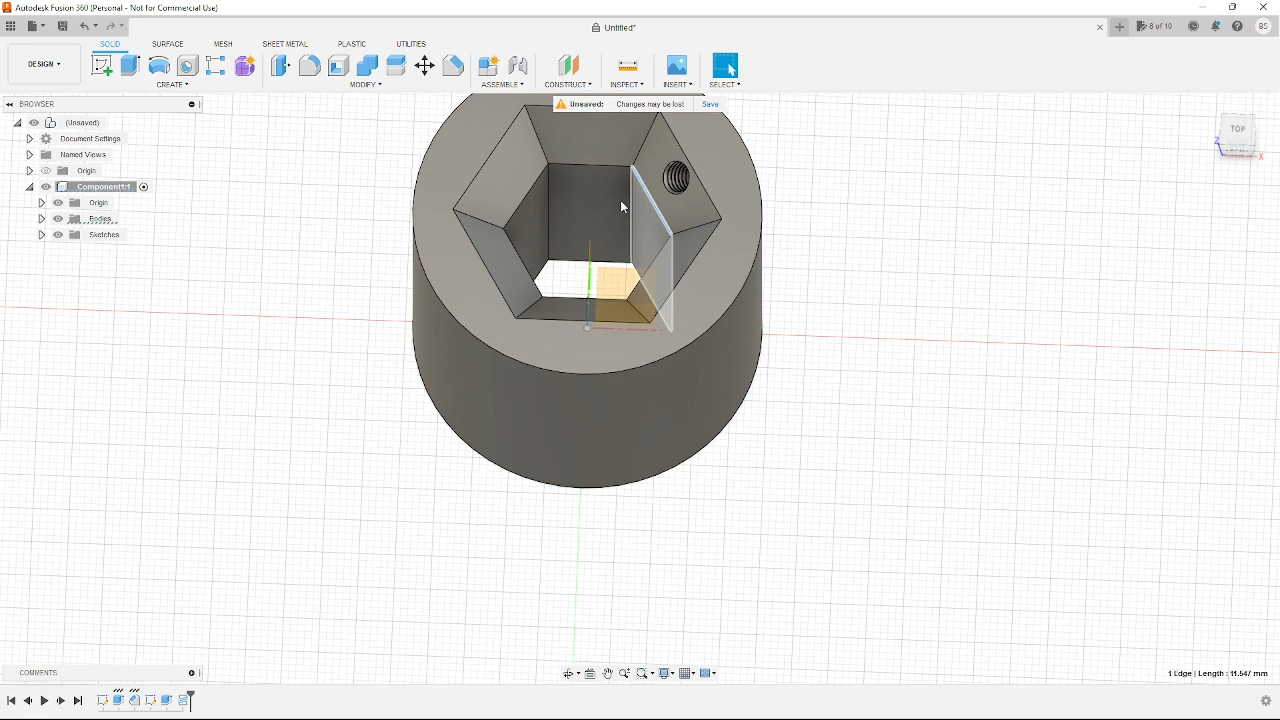 Autodesk Fusion 360 (Personal - Not for Commercial Use)
Untitled*
8 of 10
BS
DESIGN
SOLID SURFACE MESH SHEET METAL PLASTIC UTILITIES
CREATE MODIFY ASSEMBLE CONSTRUCT INSPECT INSERT SELECT
BROWSER
Unsaved: Changes may be lost Save
(Unsaved)
Document Settings
Named Views
Origin
Component1:1
Origin
Bodies
Sketches
TOP
Z
X
COMMENTS
1 Edge | Length : 11.547 mm